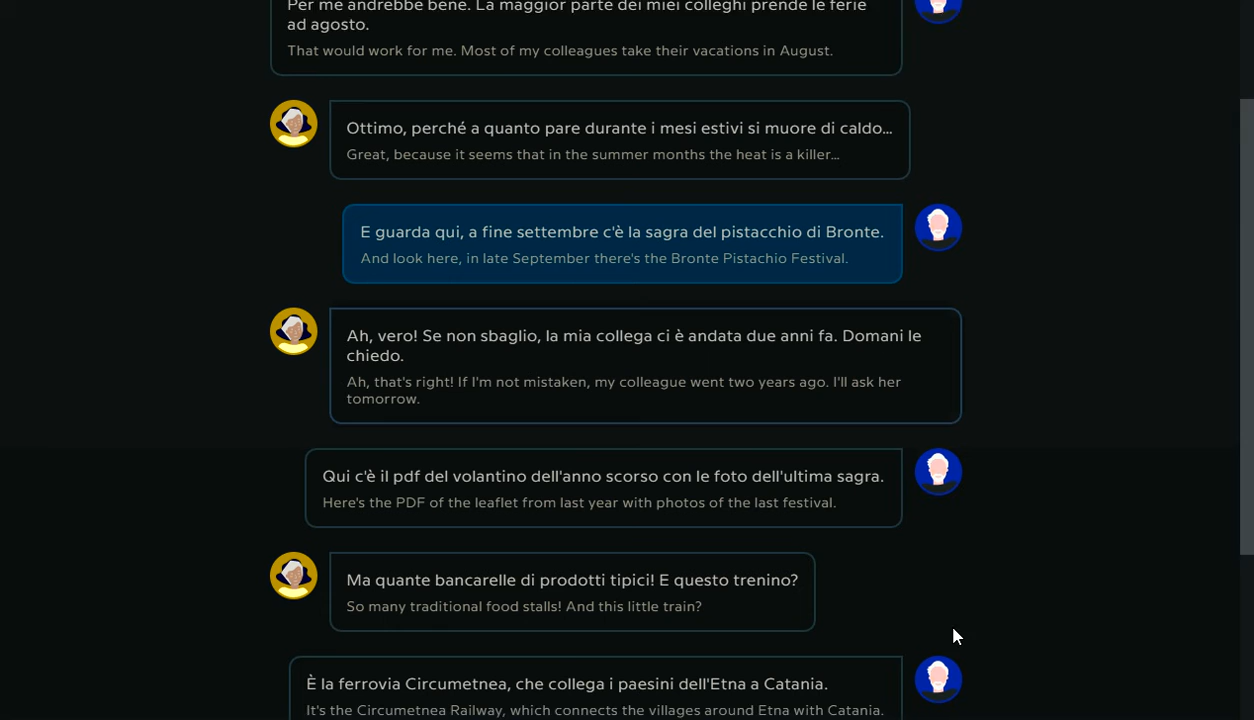 Per me andrebbe bene. La maggior parte dei miei colleghi prende le ferie
ad agosto.
That would work for me. Most of my colleagues take their vacations in August.
Ottimo, perché a quanto pare durante i mesi estivi si muore di caldo...
Great, because it seems that in the summer months the heat is a killer...
E guarda qui, a fine settembre c'è la sagra del pistacchio di Bronte.
And look here, in late September there's the Bronte Pistachio Festival.
Ah, vero! Se non sbaglio, la mia collega ci è andata due anni fa. Domani le
chiedo.
Ah, that's right! If I'm not mistaken, my colleague went two years ago. I'll ask her
tomorrow.
Qui c'è il pdf del volantino dell'anno scorso con le foto dell'ultima sagra.
Here's the PDF of the leaflet from last year with photos of the last festival.
Ma quante bancarelle di prodotti tipici! E questo trenino?
So many traditional food stalls! And this little train?
È la ferrovia Circumetnea, che collega i paesini dell'Etna a Catania.
It's the Circumetnea Railway, which connects the villages around Etna with Catania.